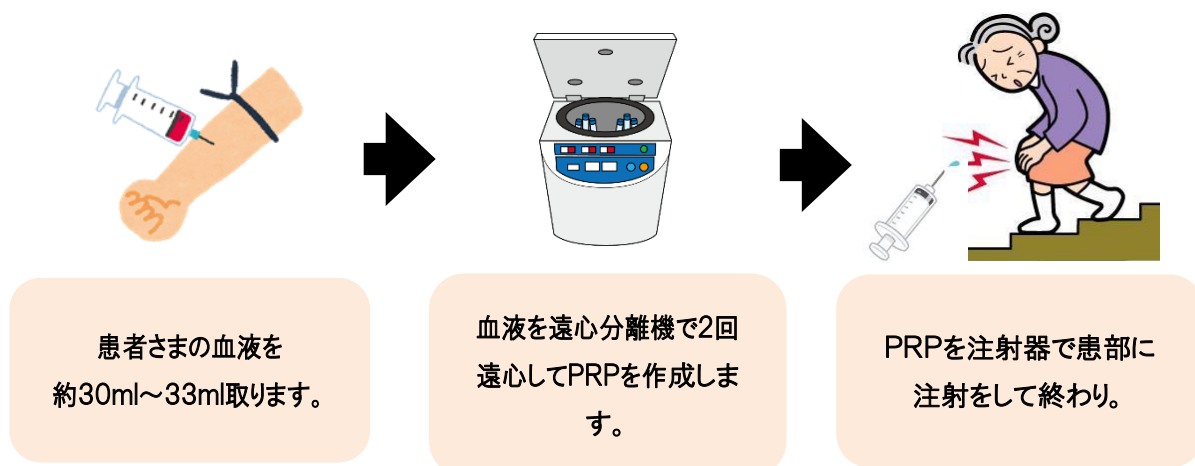 患者さまの血液を
約30ml～33ml取ります。
血液を遠心分離機で2回
遠心してPRPを作成しま
す。
PRPを注射器で患部に
注射をして終わり。